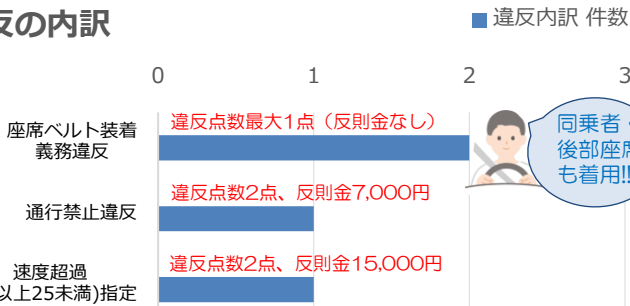 反の内訳
違反内訳 件数
0 1 2 3
座席ベルト装着
義務違反
違反点数最大1点（反則金なし）
同乗者
後部座席
も着用!!
通行禁止違反
違反点数2点、反則金7,000円
速度超過
以上25未満)指定
違反点数2点、反則金15,000円